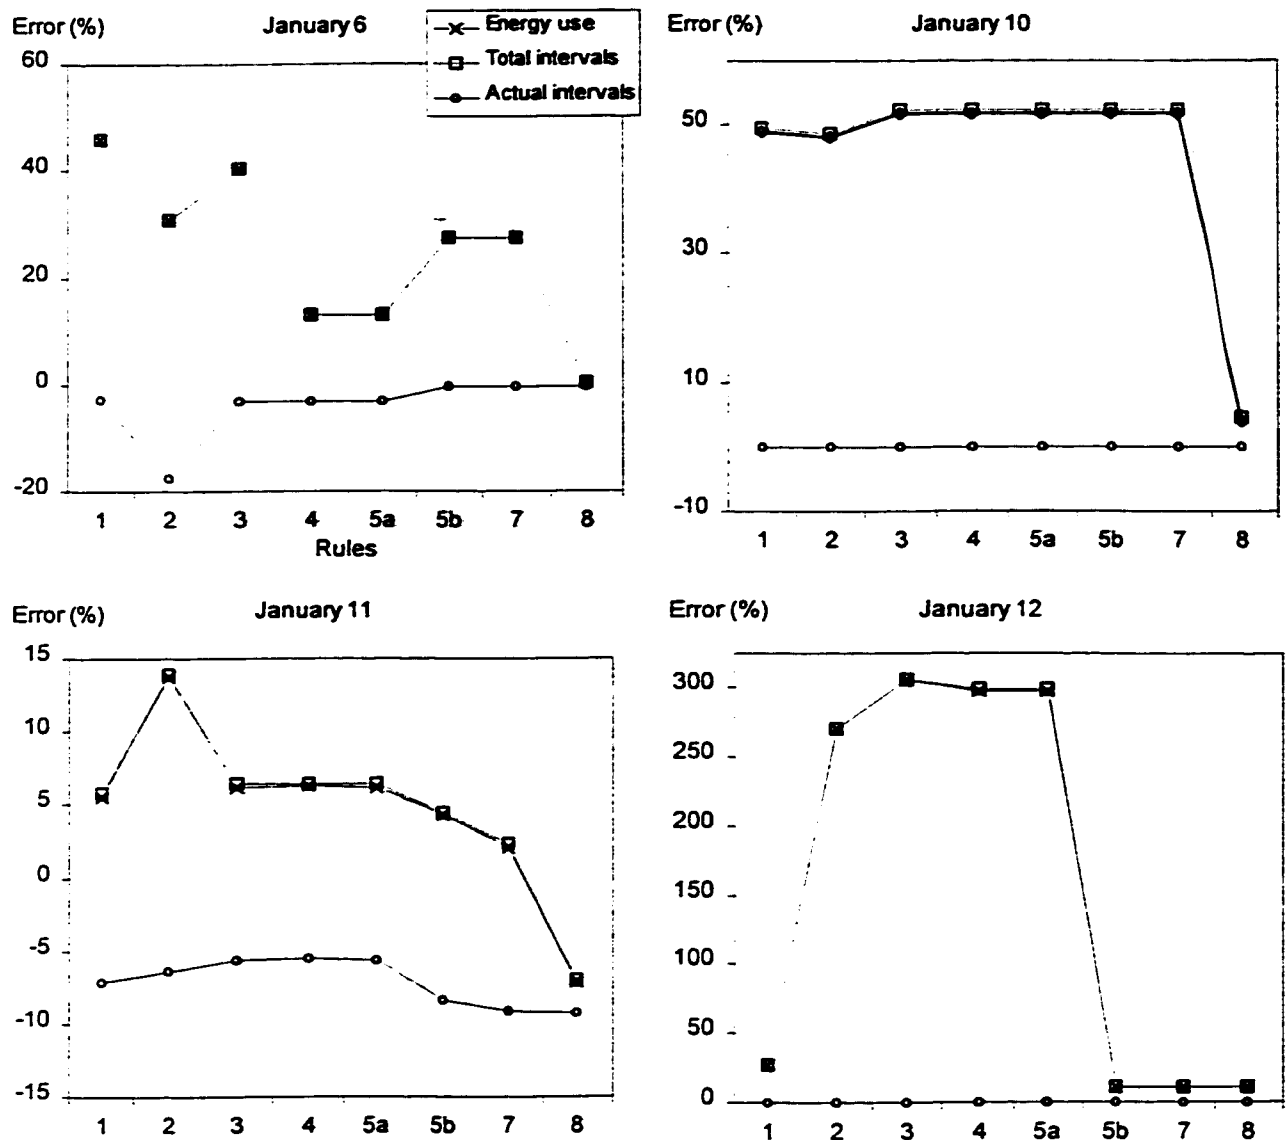 Error (%) January 6
Energy use
Total intervals
Actual intervals
60
40
20
0
-20
1 2 3 4 5a 5b 7 8
Rules
Error (%) January 10
50
30
10
-10
1 2 3 4 5a 5b 7 8
Error (%) January 11
15
10
5
0
-5
-10
-15
1 2 3 4 5a 5b 7 8
Error (%) January 12
300
250
200
150
100
50
0
1 2 3 4 5a 5b 7 8